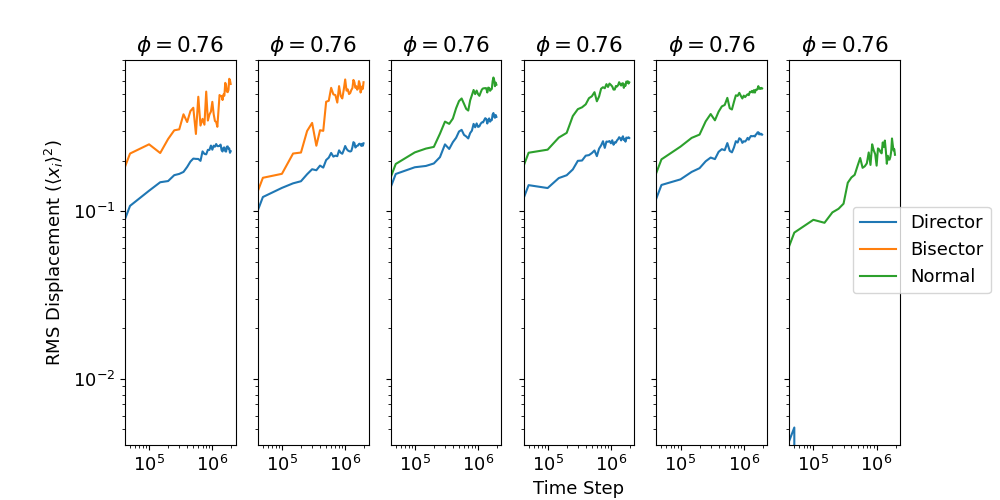 ϕ = 0.76 ϕ = 0.76 ϕ = 0.76 ϕ = 0.76 ϕ = 0.76 ϕ = 0.76
RMS Displacement (⟨x_i⟩²)
10⁻¹
10⁻²
Director
Bisector
Normal
10⁵ 10⁶ 10⁵ 10⁶ 10⁵ 10⁶ 10⁵ 10⁶ 10⁵ 10⁶ 10⁵ 10⁶
Time Step